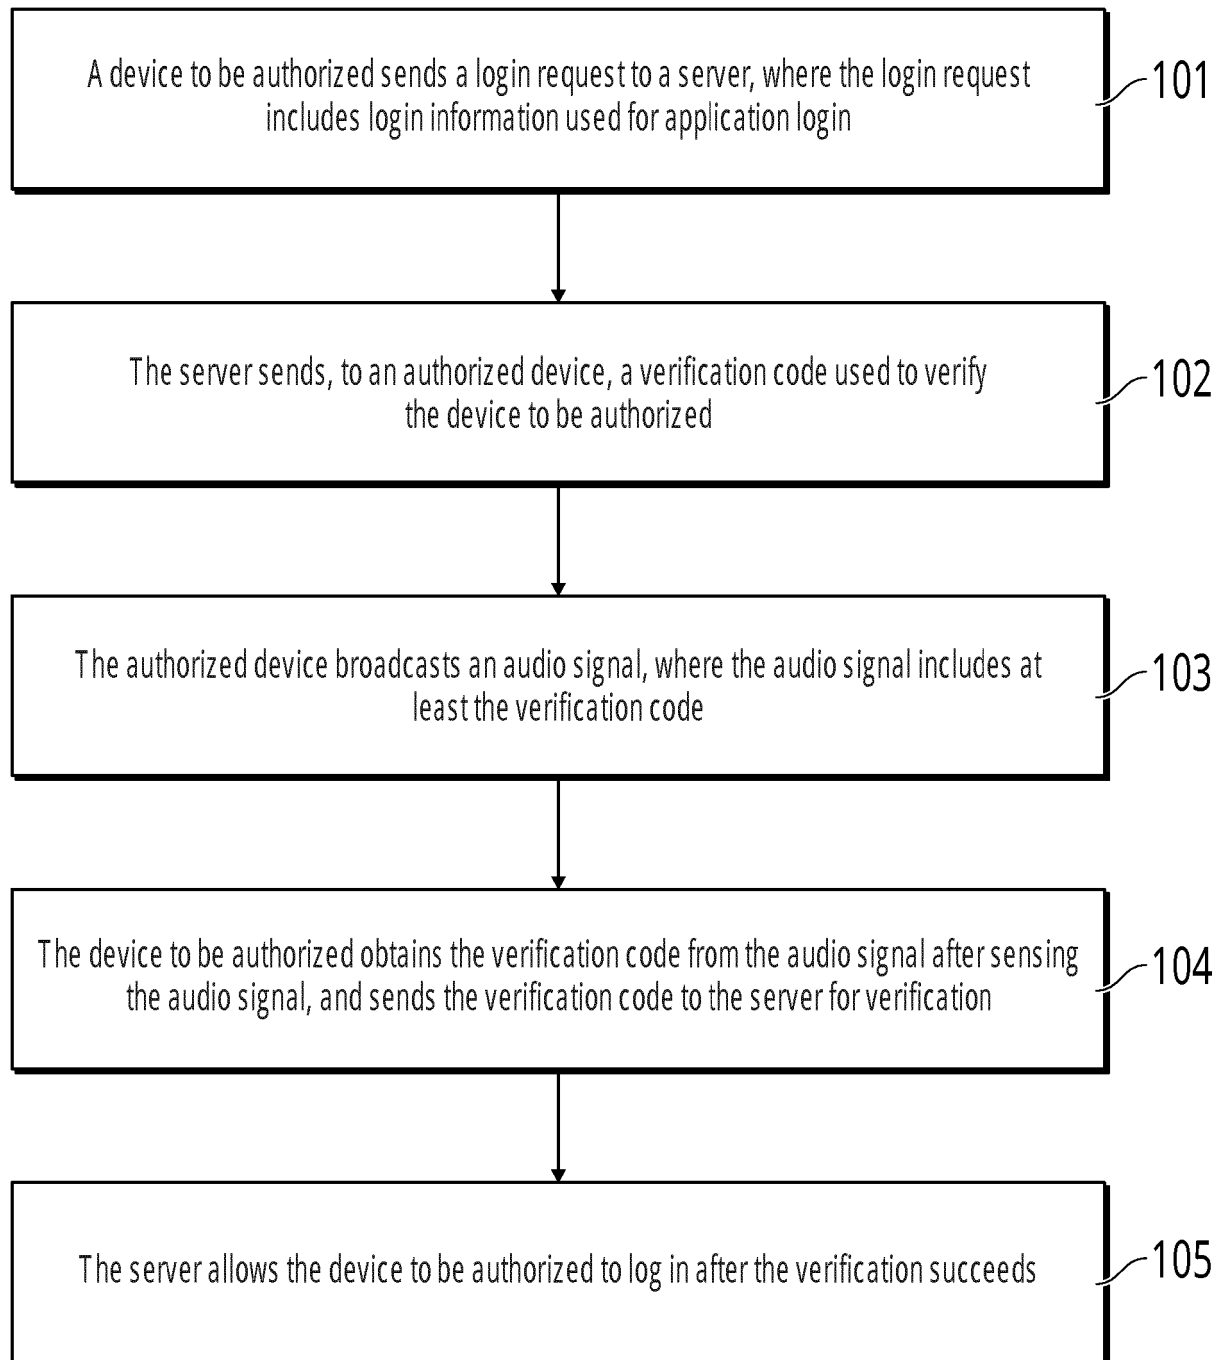 A device to be authorized sends a login request to a server, where the login request
includes login information used for application login
101
The server sends, to an authorized device, a verification code used to verify
the device to be authorized
102
The authorized device broadcasts an audio signal, where the audio signal includes at
least the verification code
103
The device to be authorized obtains the verification code from the audio signal after sensing
the audio signal, and sends the verification code to the server for verification
104
The server allows the device to be authorized to log in after the verification succeeds
105